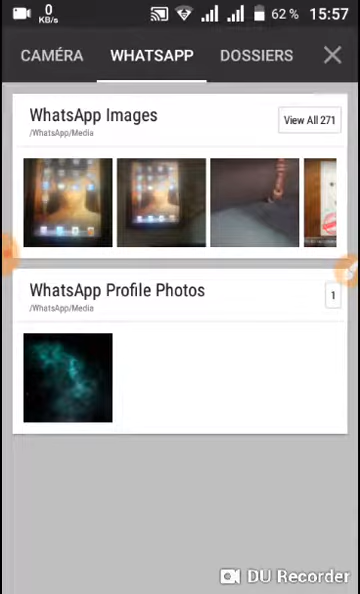 0
KB/s
62 %
15:57
CAMÉRA
WHATSAPP
DOSSIERS
WhatsApp Images
/WhatsApp/Media
View All 271
WhatsApp Profile Photos
/WhatsApp/Media
1
DU Recorder